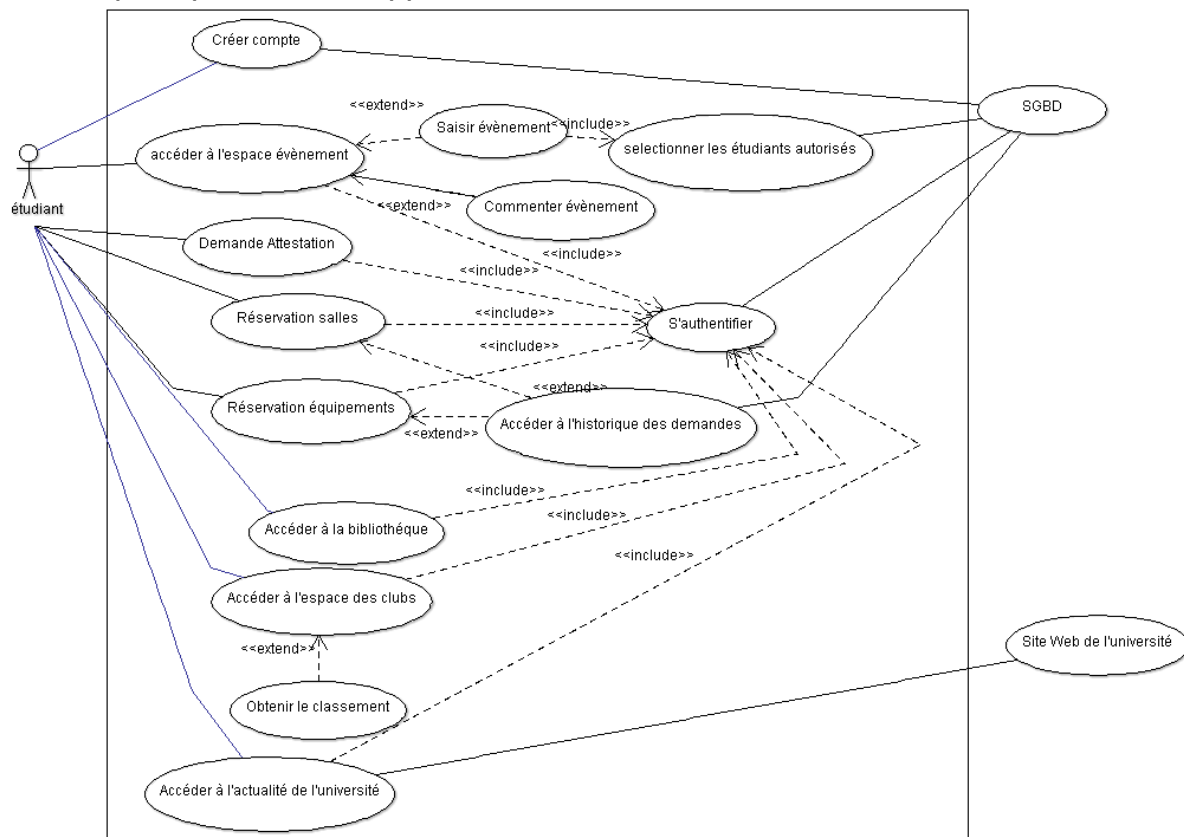 Créer compte
<<extend>>
Saisir évènement
<<include>>
SGBD
accéder à l'espace évènement
selectionner les étudiants autorisés
étudiant
<<extend>>
Commenter évènement
Demande Attestation
<<include>>
<<include>>
Réservation salles
<<include>>
S'authentifier
<<include>>
Réservation équipements
<<extend>>
<<extend>>
Accéder à l'historique des demandes
<<include>>
Accéder à la bibliothéque
<<include>>
<<include>>
Accéder à l'espace des clubs
<<extend>>
Site Web de l'université
Obtenir le classement
Accéder à l'actualité de l'université